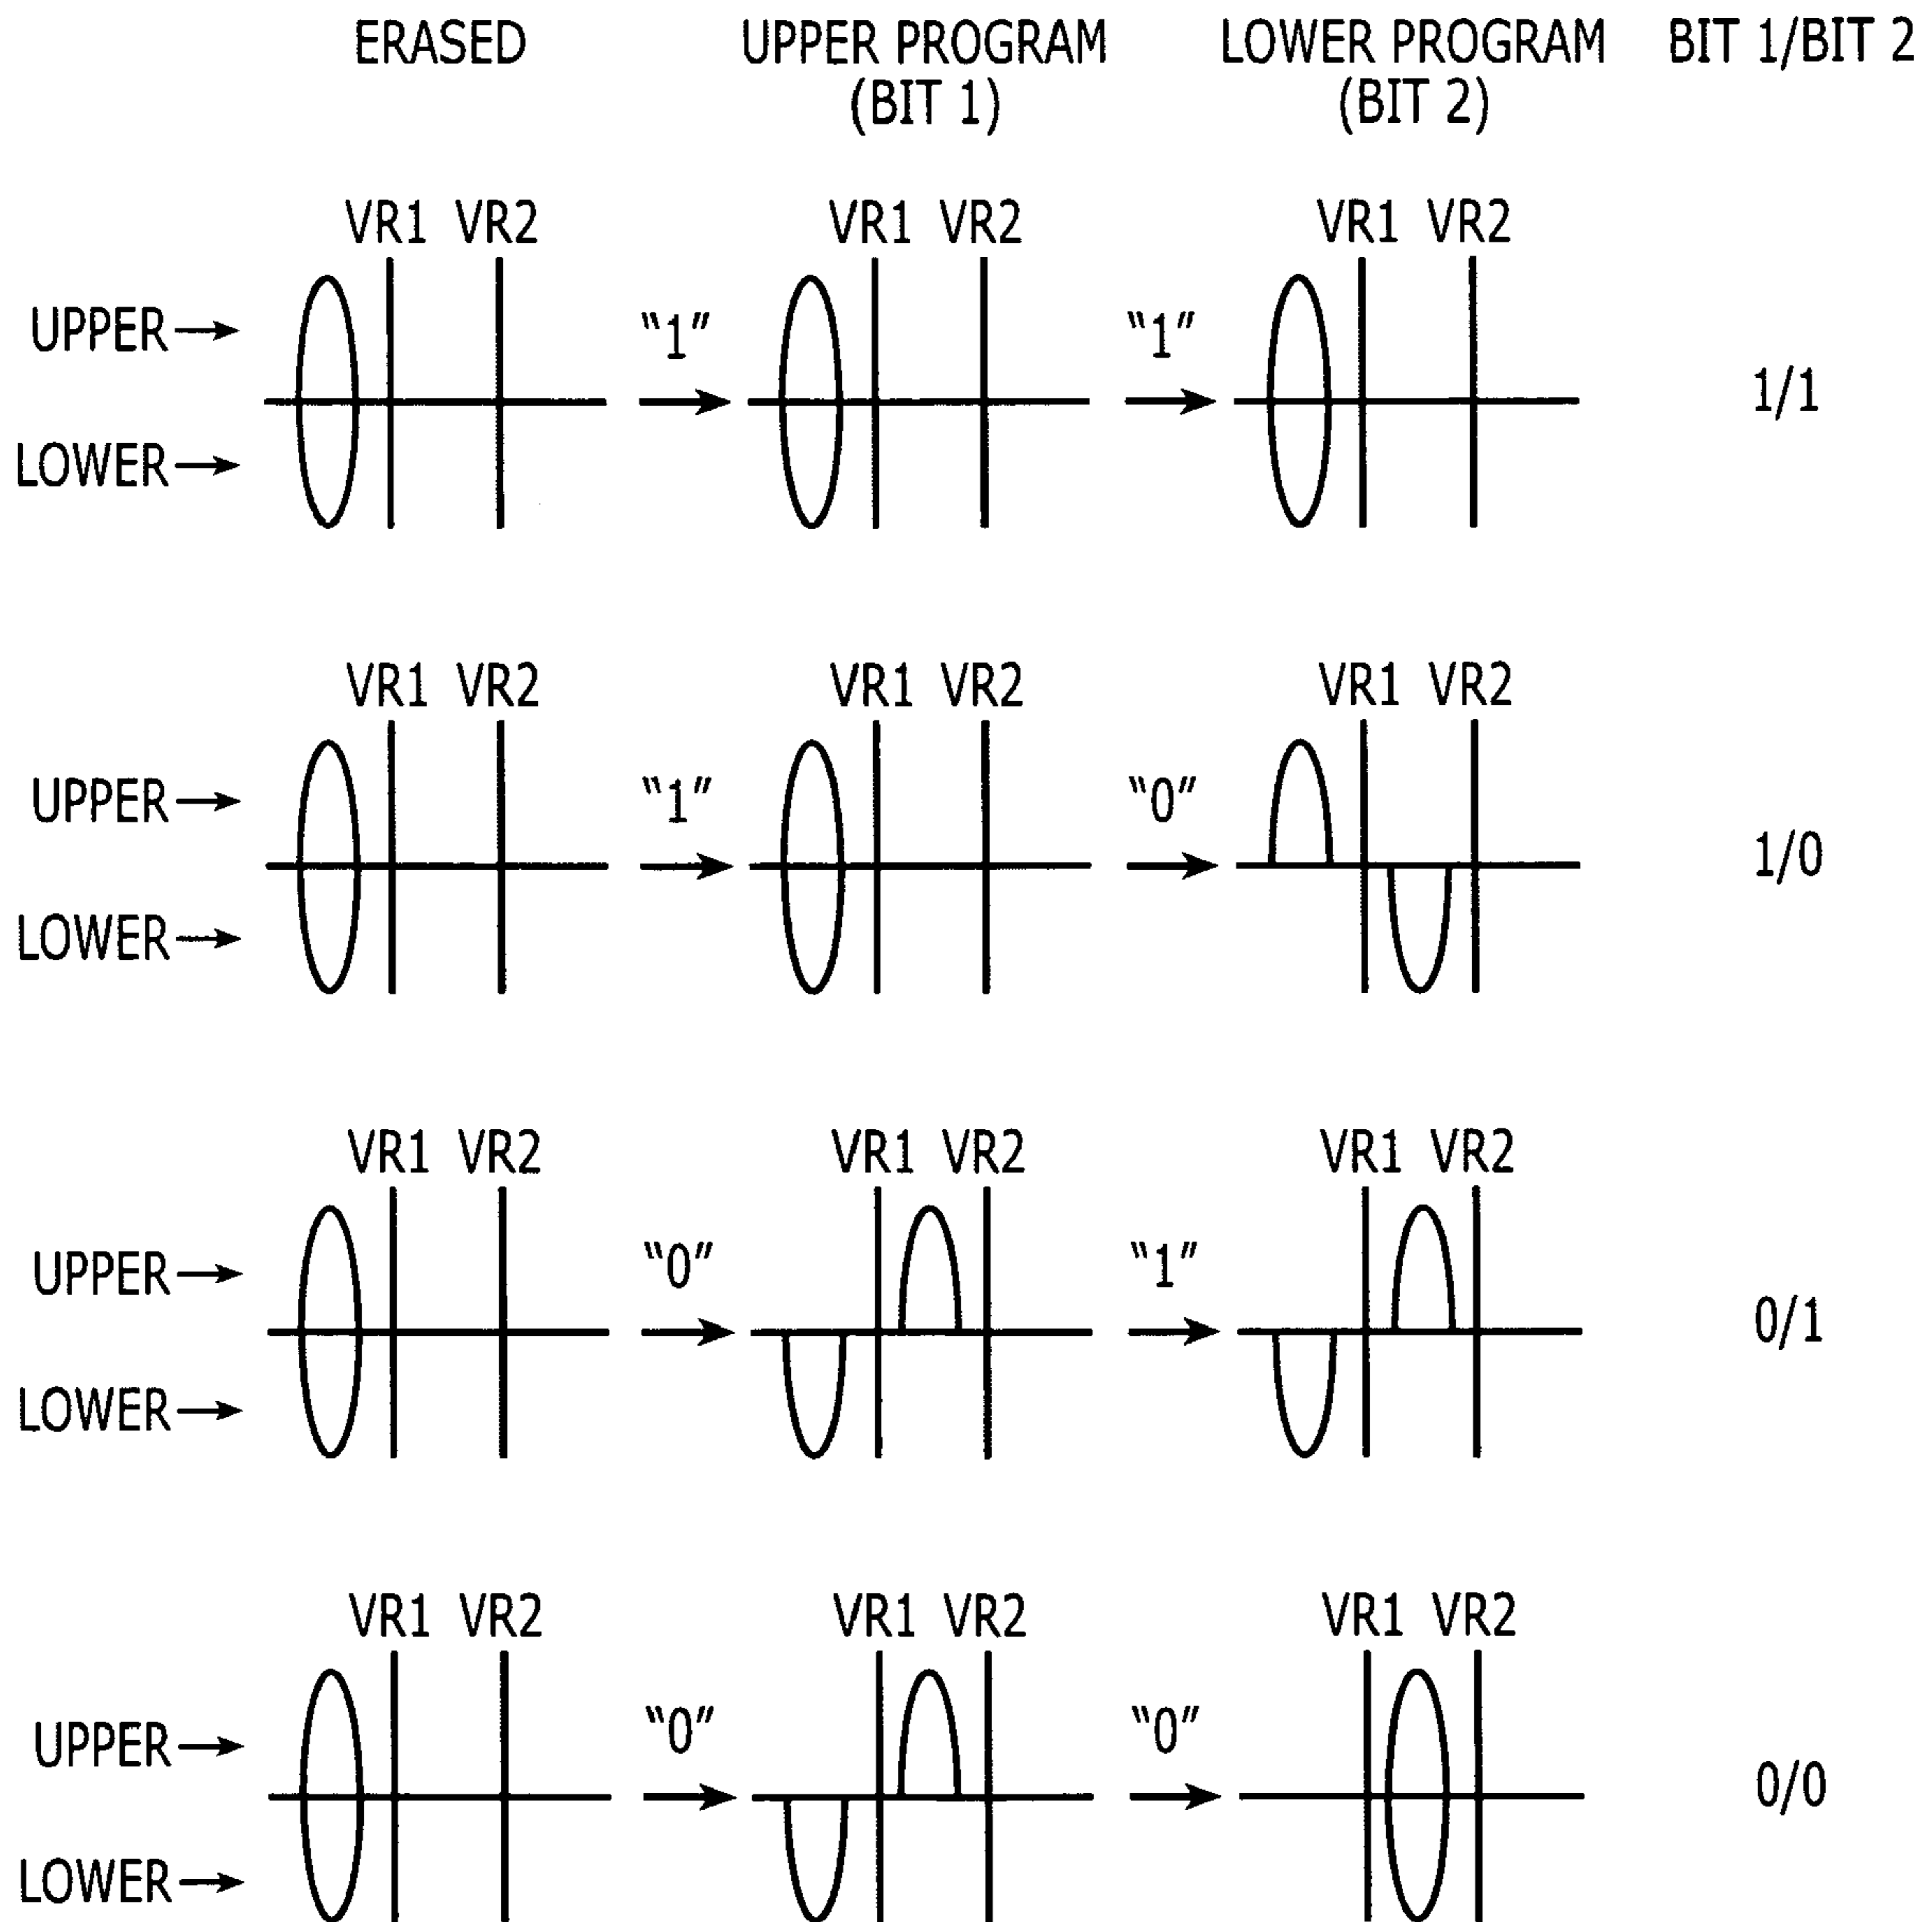 ERASED UPPER PROGRAM LOWER PROGRAM BIT 1/BIT 2
(BIT 1) (BIT 2)
VR1 VR2 VR1 VR2 VR1 VR2
UPPER "1" "1"
1/1
LOWER
VR1 VR2 VR1 VR2 VR1 VR2
UPPER "1" "0"
1/0
LOWER
VR1 VR2 VR1 VR2 VR1 VR2
UPPER "0" "1"
0/1
LOWER
VR1 VR2 VR1 VR2 VR1 VR2
UPPER "0" "0"
0/0
LOWER